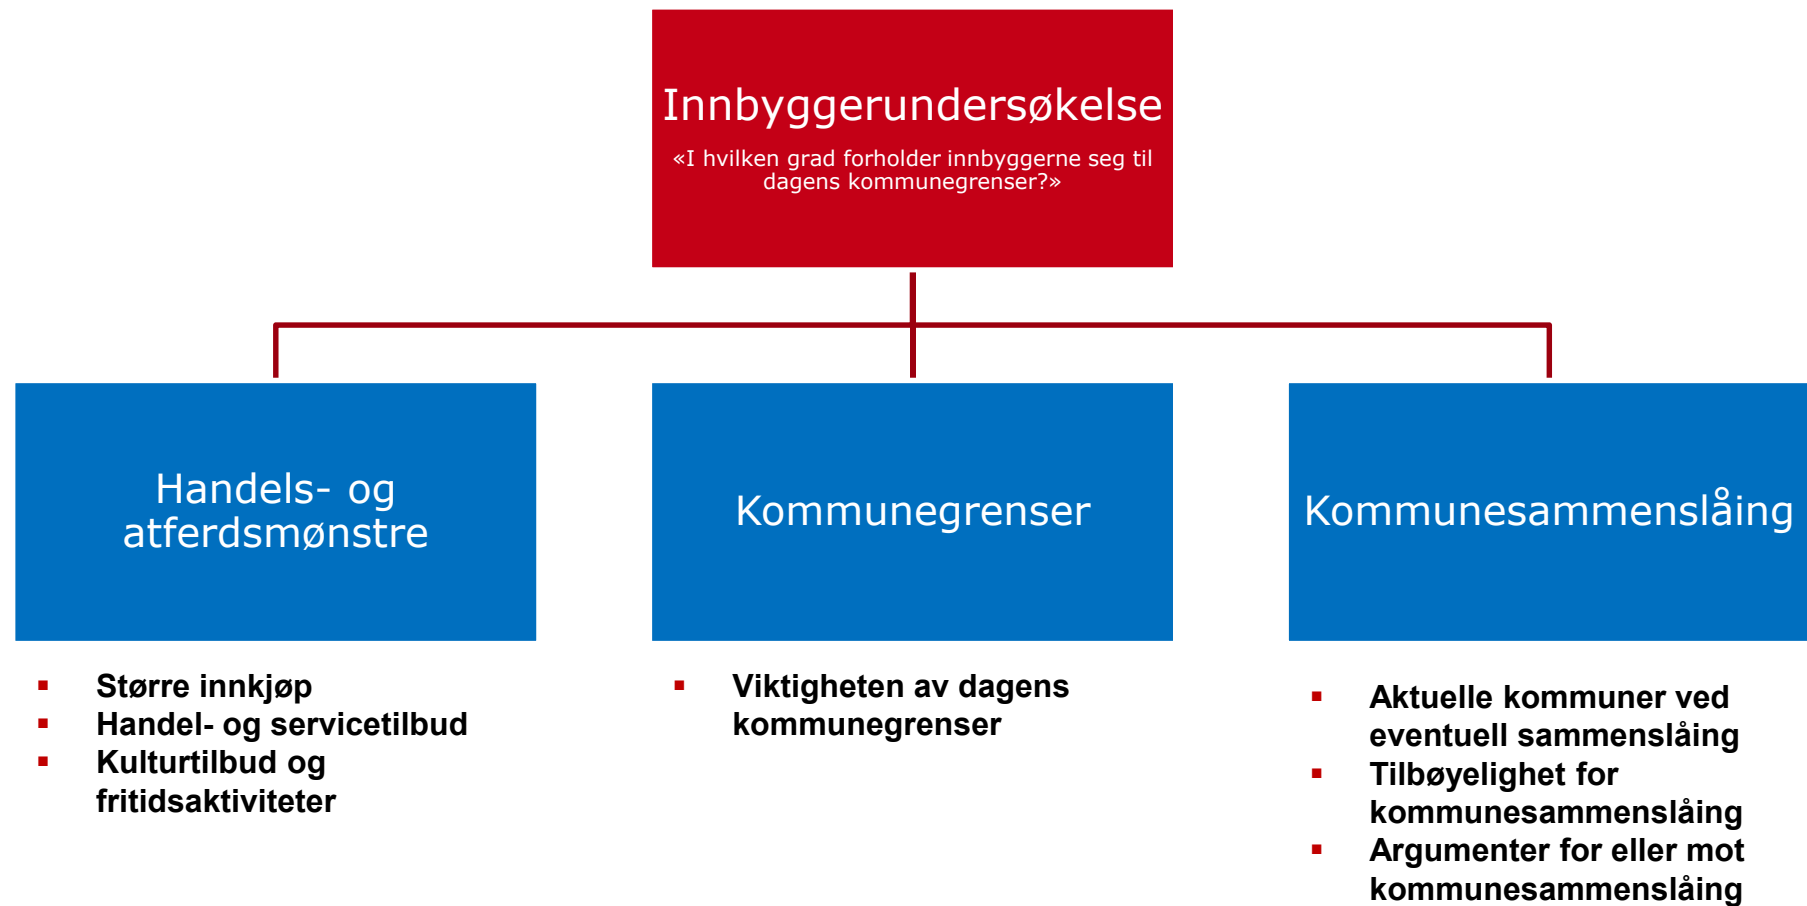 Innbyggerundersøkelse
«I hvilken grad forholder innbyggerne seg til
dagens kommunegrenser?»
Handels- og
atferdsmønstre
▪ Større innkjøp
▪ Handel- og servicetilbud
▪ Kulturtilbud og
fritidsaktiviteter
Kommunegrenser
▪ Viktigheten av dagens
kommunegrenser
Kommunesammenslåing
▪ Aktuelle kommuner ved
eventuell sammenslåing
▪ Tilbøyelighet for
kommunesammenslåing
▪ Argumenter for eller mot
kommunesammenslåing